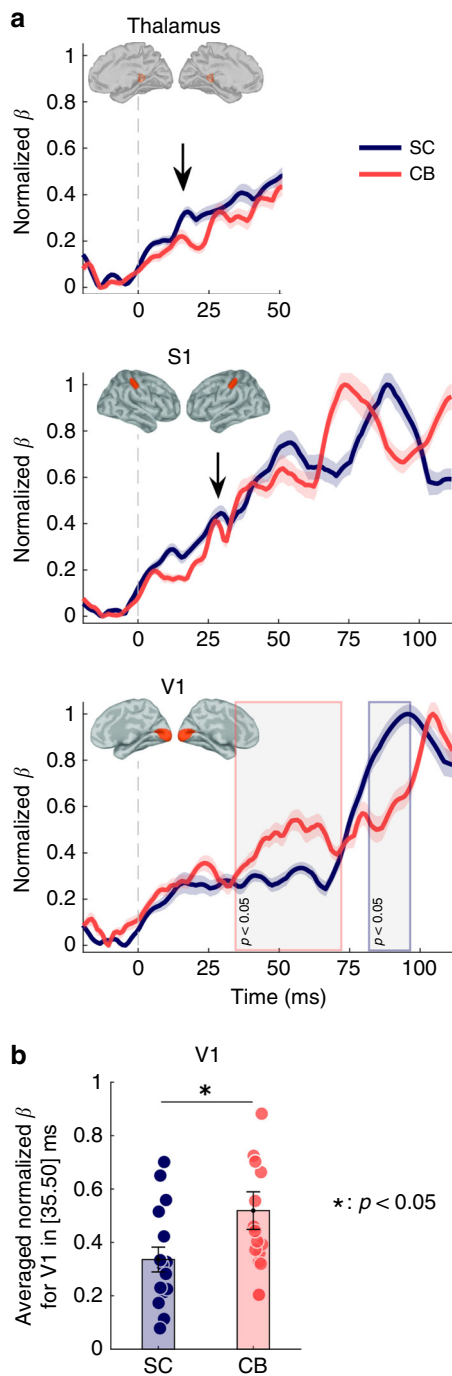 a
Thalamus
Normalized β
1
0.8
0.6
0.4
0.2
0
0
25
50
SC
CB
S1
Normalized β
1
0.8
0.6
0.4
0.2
0
0
25
50
75
100
V1
Normalized β
1
0.8
0.6
0.4
0.2
0
p < 0.05
p < 0.05
0
25
50
75
100
Time (ms)
b
V1
Averaged normalized β
for V1 in [35.50] ms
1
0.8
0.6
0.4
0.2
0
*
*: p < 0.05
SC
CB